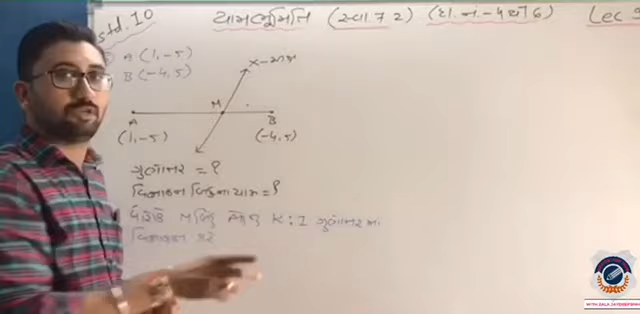 std. 10
યામભૂમિતિ (સ્વા. 7.2) (દા.ન.-4થી6) Lec
A(1,-5)
B(-4,5)
x-અક્ષ
M
A
B
(1,-5)
(-4,5)
ગુણોત્તર = ?
વિભાજન બિંદુના યામ = ?
ધારોકે M બિંદુ AB નું K:1 ગુણોત્તરમાં
વિભાજન કરે